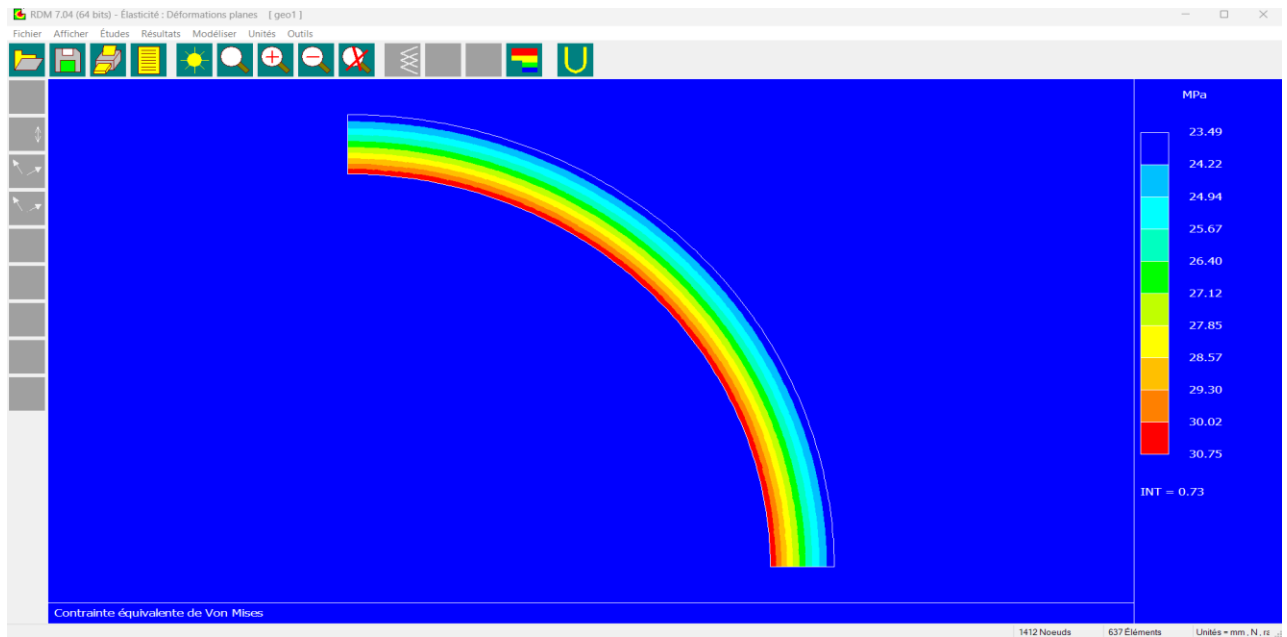 RDM 7.04 (64 bits) - Élasticité : Déformations planes [ geo1 ]
Fichier Afficher Études Résultats Modéliser Unités Outils
MPa
23.49
24.22
24.94
25.67
26.40
27.12
27.85
28.57
29.30
30.02
30.75
INT = 0.73
Contrainte équivalente de Von Mises
1412 Noeuds 637 Éléments Unités = mm , N ,